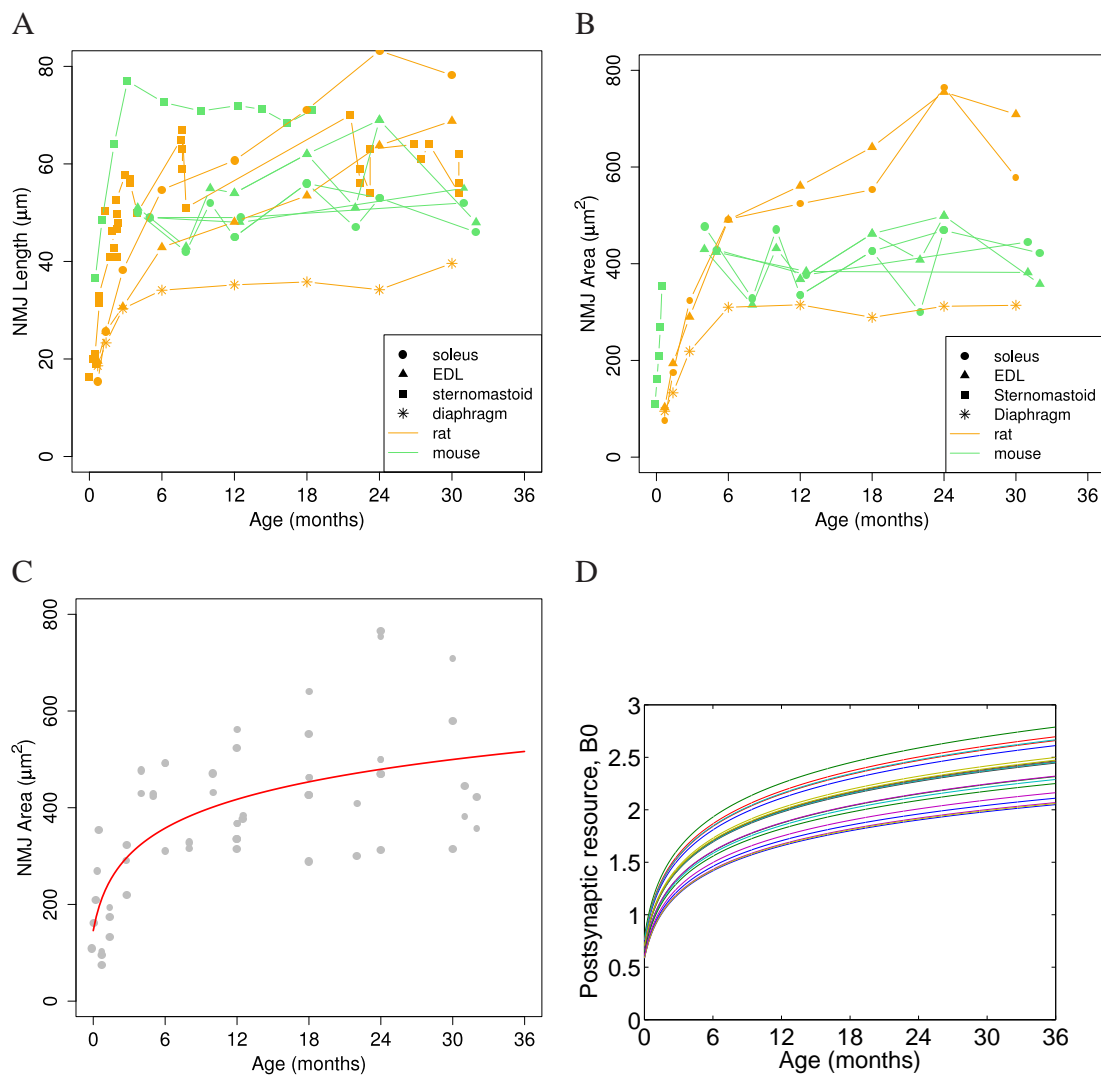 A
NMJ Length (μm)
80
60
40
20
0
soleus
EDL
sternomastoid
diaphragm
rat
mouse
0 6 12 18 24 30 36
Age (months)
B
NMJ Area (μm²)
800
600
400
200
0
soleus
EDL
Sternomastoid
Diaphragm
rat
mouse
0 6 12 18 24 30 36
Age (months)
C
NMJ Area (μm²)
800
600
400
200
0
0 6 12 18 24 30 36
Age (months)
D
Postsynaptic resource, B0
3
2.5
2
1.5
1
0.5
0
0 6 12 18 24 30 36
Age (months)